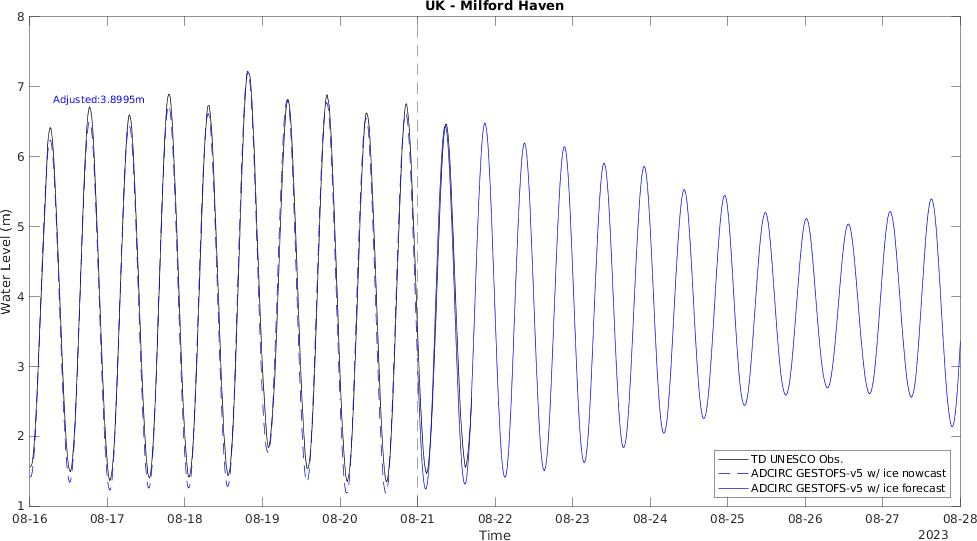 UK - Milford Haven
8
7
Adjusted:3.8995m
6
5
Water Level (m)
4
3
2
TD UNESCO Obs.
ADCIRC GESTOFS-v5 w/ ice nowcast
ADCIRC GESTOFS-v5 w/ ice forecast
1
08-16 08-17 08-18 08-19 08-20 08-21 08-22 08-23 08-24 08-25 08-26 08-27 08-28
Time
2023